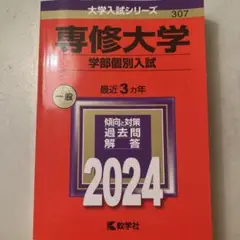 大学入試シリーズ
307
専修大学
学部個別入試
一般
最近3カ年
傾向と対策
過去問
解答
2024
教学社